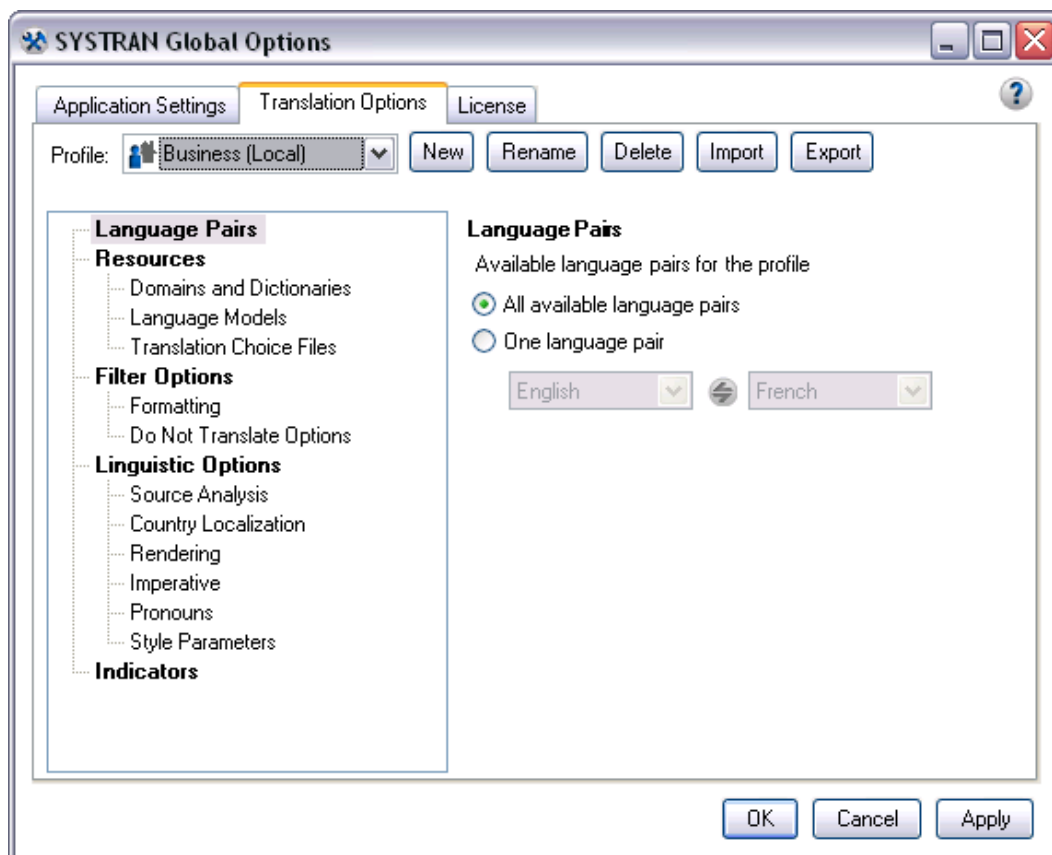 SYSTRAN Global Options
Application Settings Translation Options License ?
Profile: Business (Local) New Rename Delete Import Export
Language Pairs
Resources
Domains and Dictionaries
Language Models
Translation Choice Files
Filter Options
Formatting
Do Not Translate Options
Linguistic Options
Source Analysis
Country Localization
Rendering
Imperative
Pronouns
Style Parameters
Indicators
Language Pairs
Available language pairs for the profile
All available language pairs
One language pair
English French
OK Cancel Apply